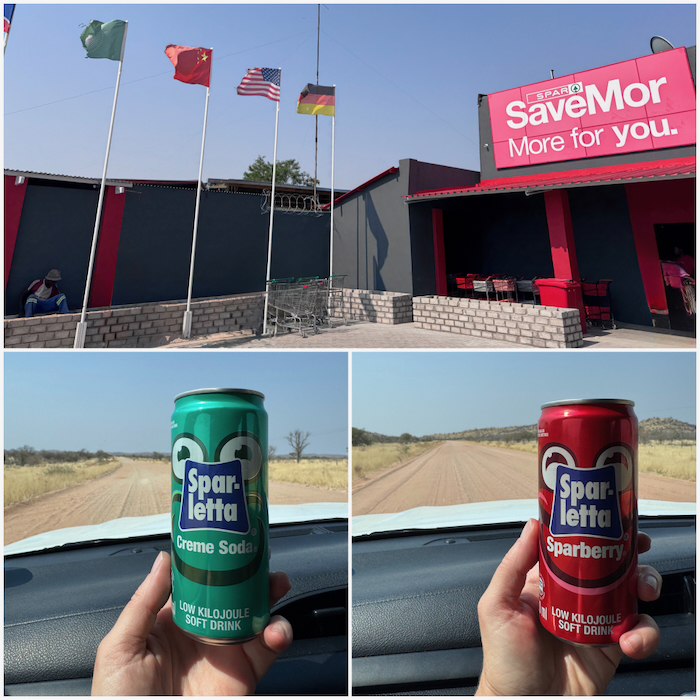 SPAR
SaveMor
More for you.
Spar-
letta
Creme Soda
LOW KILOJOULE
SOFT DRINK
Spar-
letta
Sparberry
ml
LOW KILOJOULE
SOFT DRINK